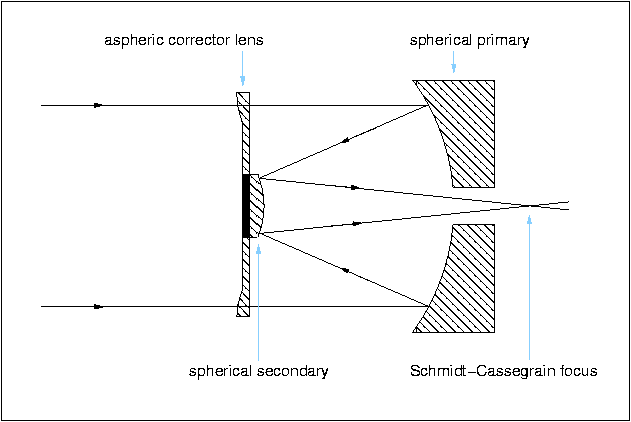 aspheric corrector lens
spherical primary
spherical secondary
Schmidt-Cassegrain focus